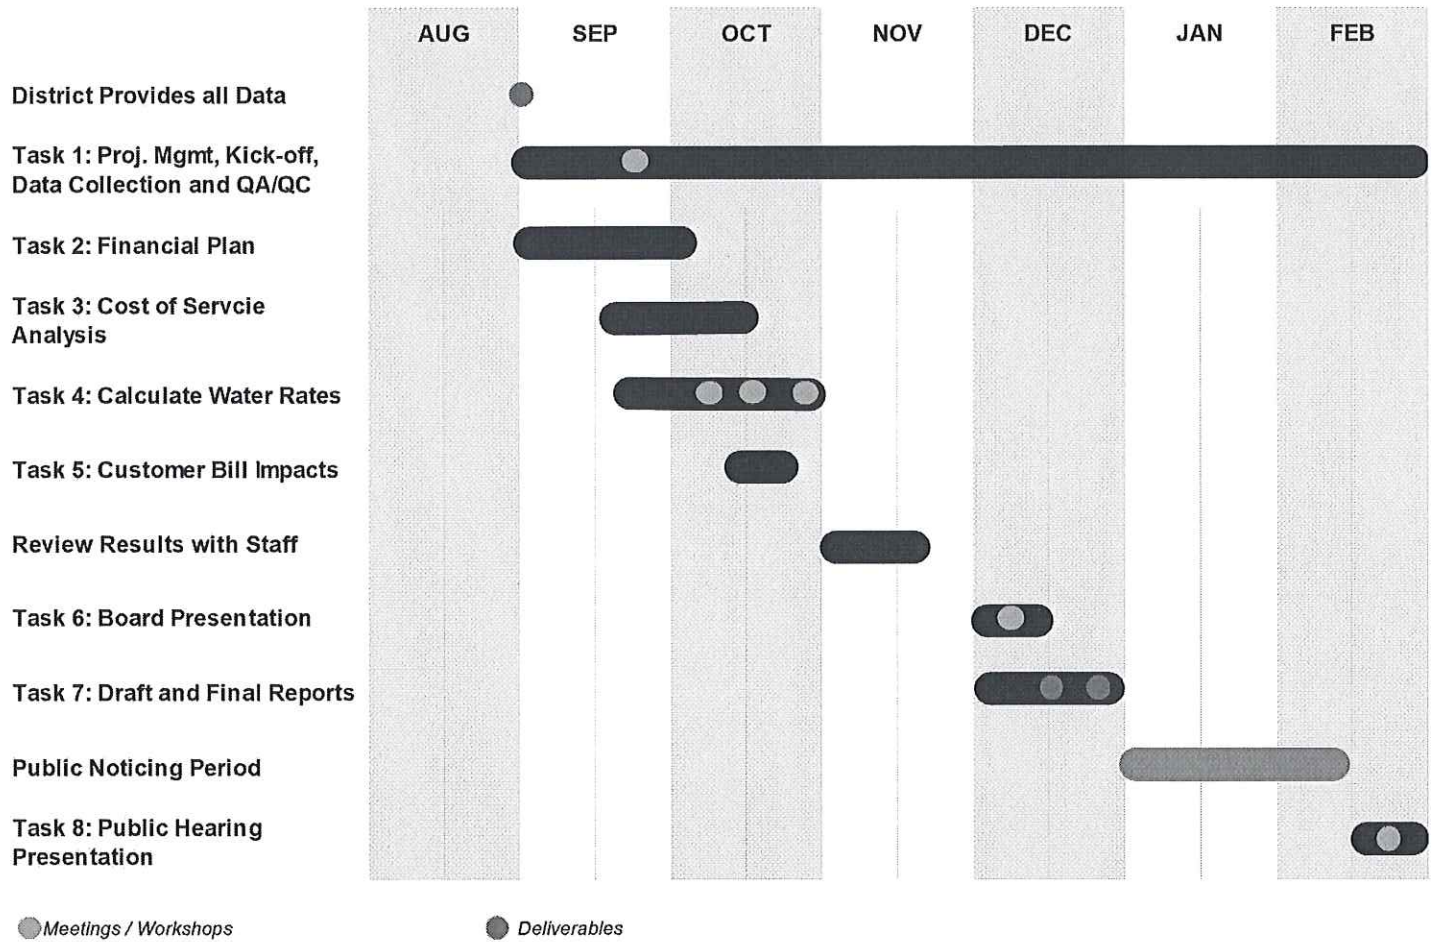 AUG SEP OCT NOV DEC JAN FEB
District Provides all Data
Task 1: Proj. Mgmt, Kick-off,
Data Collection and QA/QC
Task 2: Financial Plan
Task 3: Cost of Servcie
Analysis
Task 4: Calculate Water Rates
Task 5: Customer Bill Impacts
Review Results with Staff
Task 6: Board Presentation
Task 7: Draft and Final Reports
Public Noticing Period
Task 8: Public Hearing
Presentation
Meetings / Workshops
Deliverables